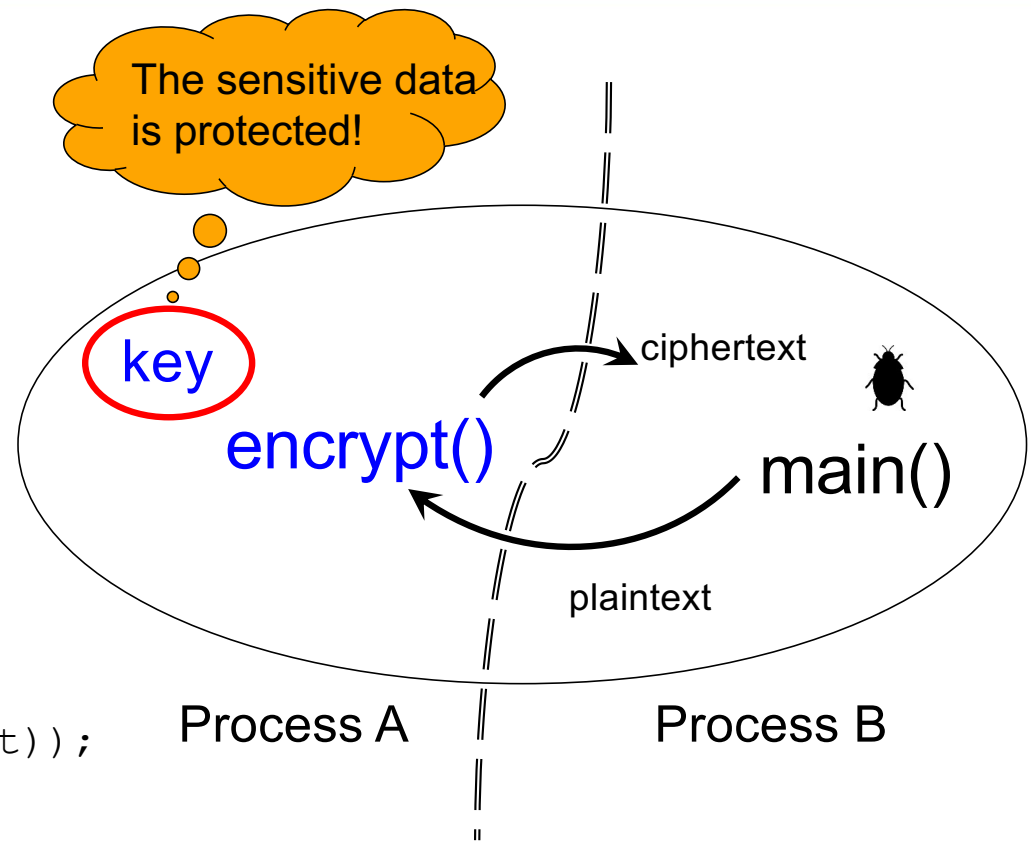 The sensitive data
is protected!
key
ciphertext
encrypt()
main()
plaintext
Process A
Process B
t));